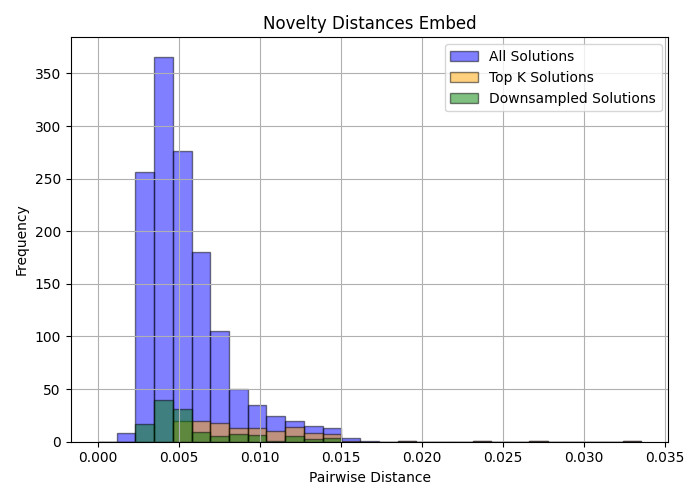 Novelty Distances Embed
All Solutions
Top K Solutions
Downsampled Solutions
Frequency
350
300
250
200
150
100
50
0
0.000 0.005 0.010 0.015 0.020 0.025 0.030 0.035
Pairwise Distance